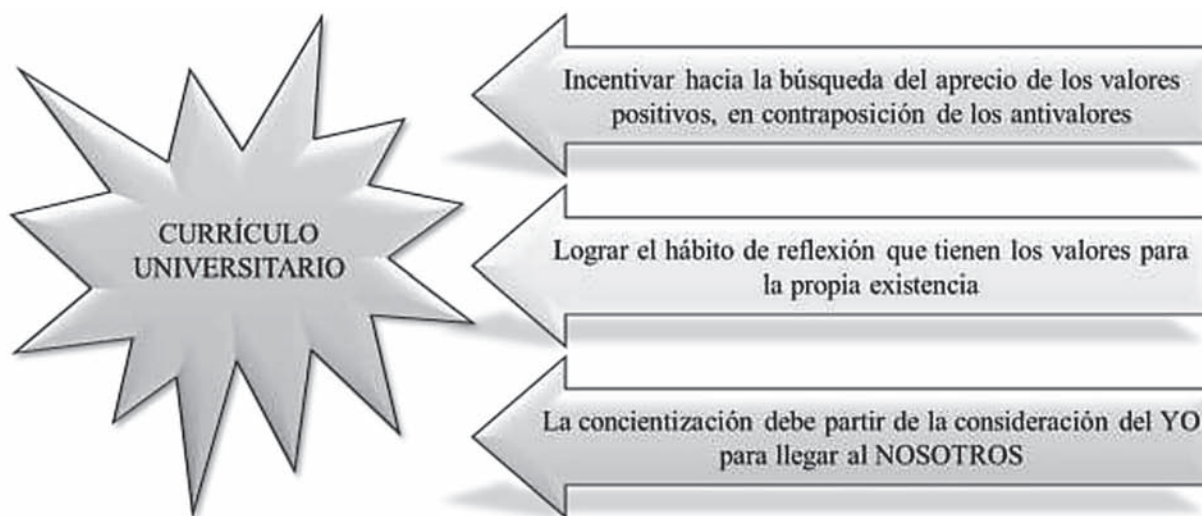 CURRÍCULO
UNIVERSITARIO
Incentivar hacia la búsqueda del aprecio de los valores
positivos, en contraposición de los antivalores
Lograr el hábito de reflexión que tienen los valores para
la propia existencia
La concientización debe partir de la consideración del YO
para llegar al NOSOTROS